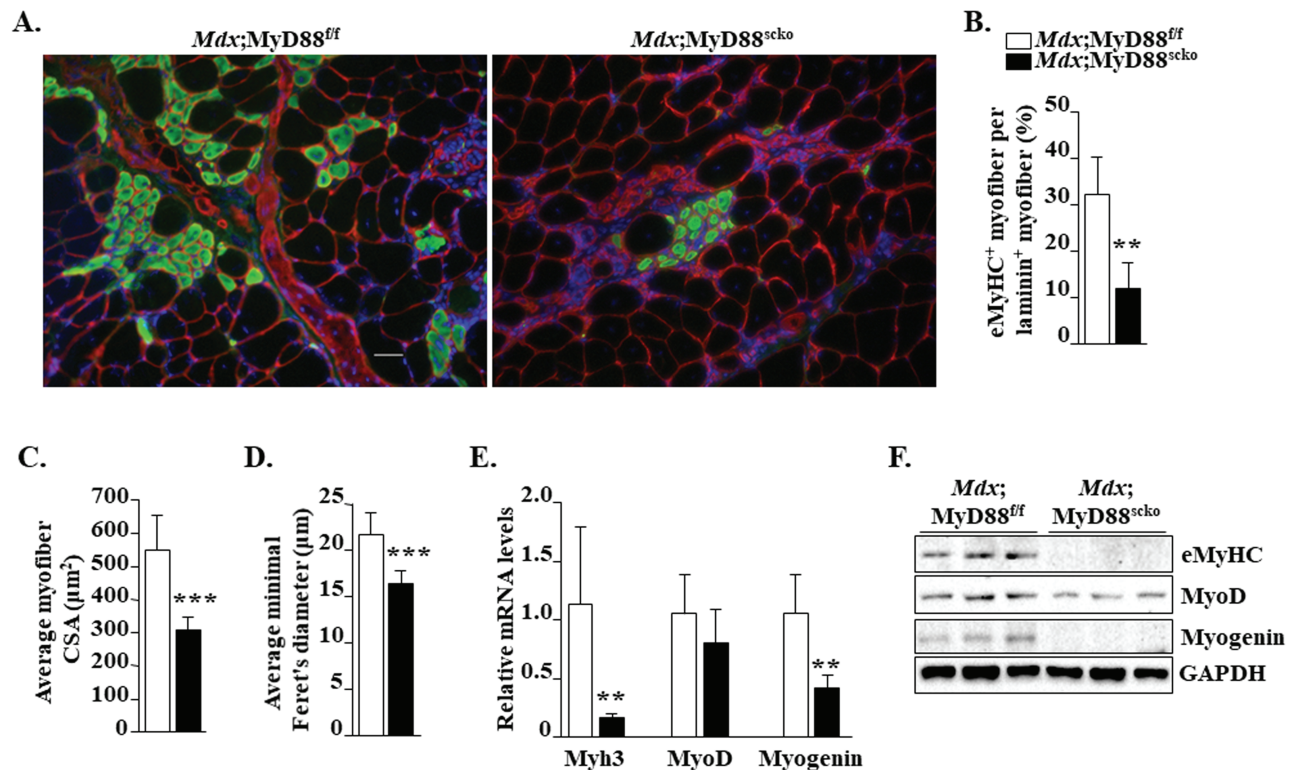 A.
Mdx;MyD88f/f
Mdx;MyD88scko
B.
Mdx;MyD88f/f
Mdx;MyD88scko
eMyHC+ myofiber per
laminin+ myofiber (%)
50
40
30
20
10
0
**
C.
Average myofiber
CSA (µm²)
700
600
500
400
300
200
100
0
***
D.
Average minimal
Feret's diameter (µm)
25
20
15
10
5
0
***
E.
Relative mRNA levels
2.0
1.5
1.0
0.5
0
**
**
Myh3 MyoD Myogenin
F.
Mdx; Mdx;
MyD88f/f MyD88scko
eMyHC
MyoD
Myogenin
GAPDH